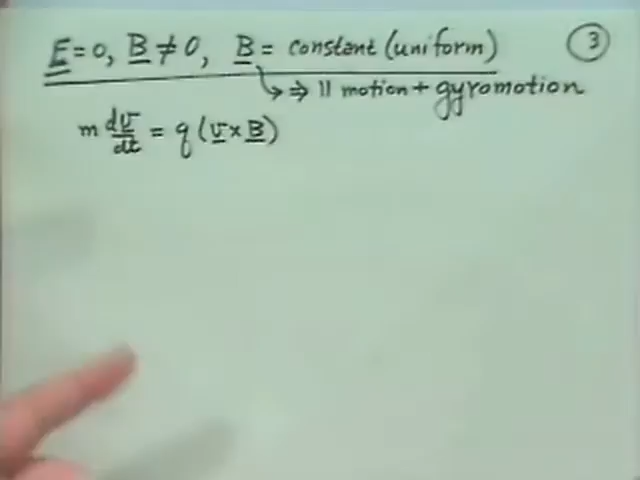 E = 0, B ≠ 0, B = constant (uniform) 3
↳ ⇒ || motion + gyromotion
m dv/dt = q (v × B)